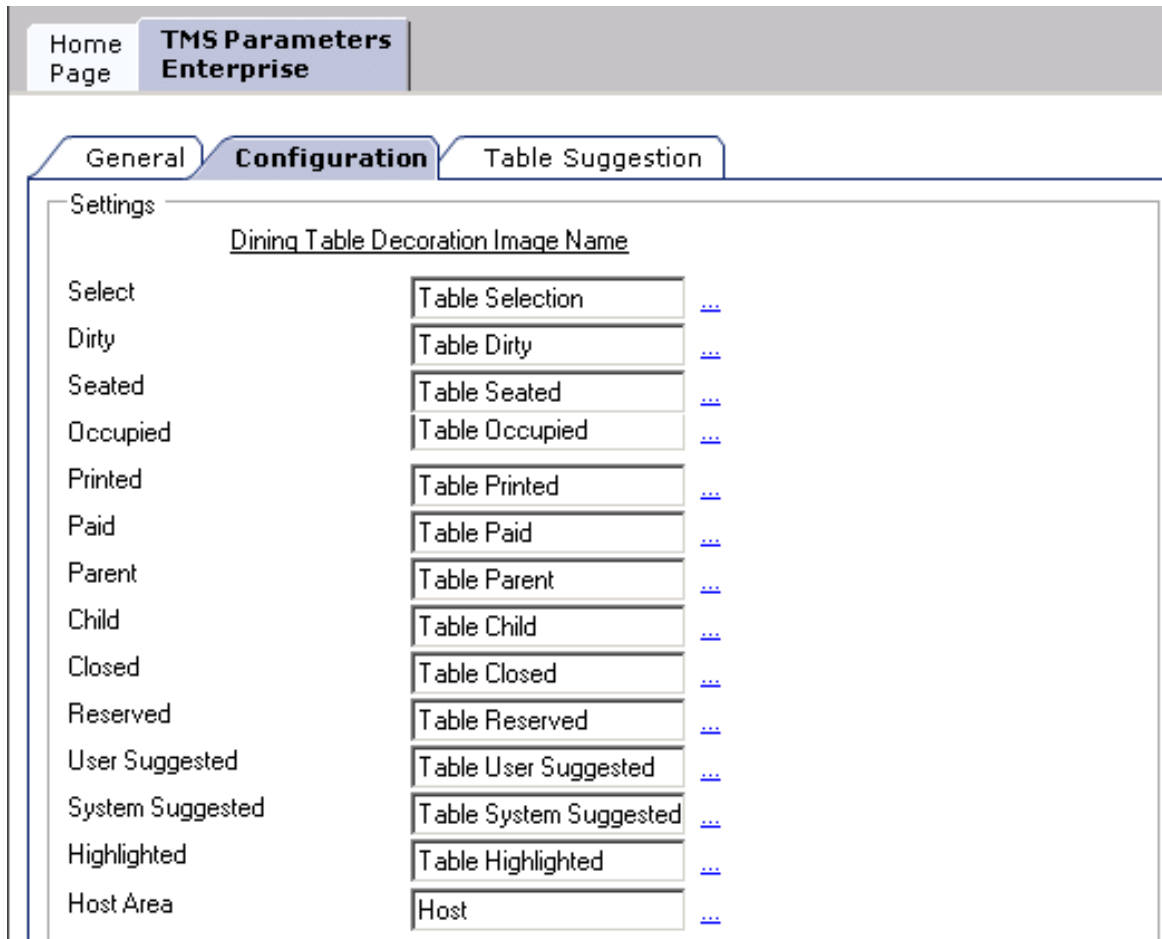 Home Page
TMS Parameters Enterprise
General
Configuration
Table Suggestion
Settings
Dining Table Decoration Image Name
Select Table Selection ...
Dirty Table Dirty ...
Seated Table Seated ...
Occupied Table Occupied ...
Printed Table Printed ...
Paid Table Paid ...
Parent Table Parent ...
Child Table Child ...
Closed Table Closed ...
Reserved Table Reserved ...
User Suggested Table User Suggested ...
System Suggested Table System Suggested ...
Highlighted Table Highlighted ...
Host Area Host ...